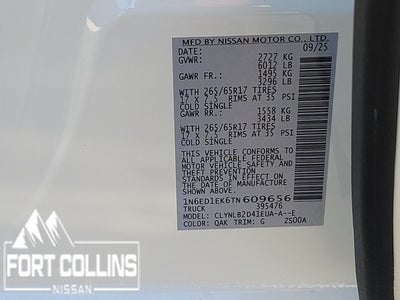 MFD BY NISSAN MOTOR CO., LTD.
DATE: 09/25
GVWR: 2727 KG
6012 LB
GAWR FR.: 1495 KG
3296 LB
WITH 265/65R17 TIRES
17 X 7.5 RIMS AT 35 PSI
COLD SINGLE
GAWR RR.: 1558 KG
3434 LB
WITH 265/65R17 TIRES
17 X 7.5 RIMS AT 35 PSI
COLD SINGLE
THIS VEHICLE CONFORMS TO
ALL APPLICABLE FEDERAL
MOTOR VEHICLE SAFETY AND
THEFT PREVENTION
STANDARDS IN EFFECT ON
THE DATE OF MANUFACTURE
SHOWN ABOVE.
1N6ED1EK6TN609656
TRUCK 395476
MODEL: CLYNLBZD41EUA-A--E
COLOR: QAK TRIM: G ZS00A
FORT COLLINS
NISSAN